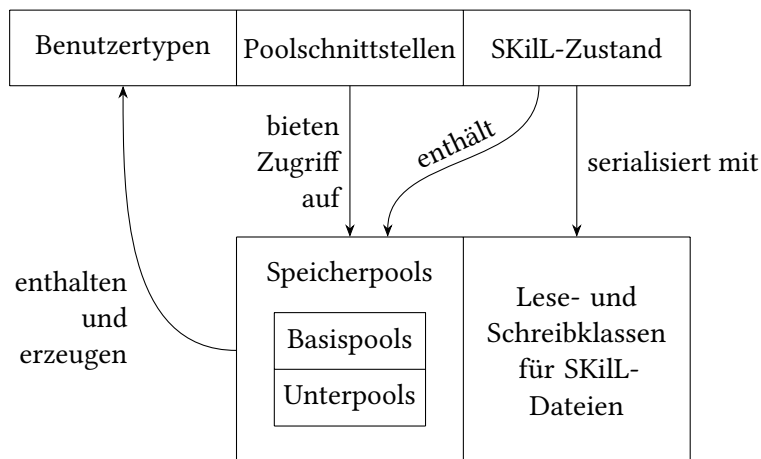 Benutzertypen
Poolschnittstellen
SKilL-Zustand
bieten
Zugriff
auf
enthält
serialisiert mit
enthalten
und
erzeugen
Speicherpools
Basispools
Unterpools
Lese- und
Schreibklassen
für SKilL-
Dateien